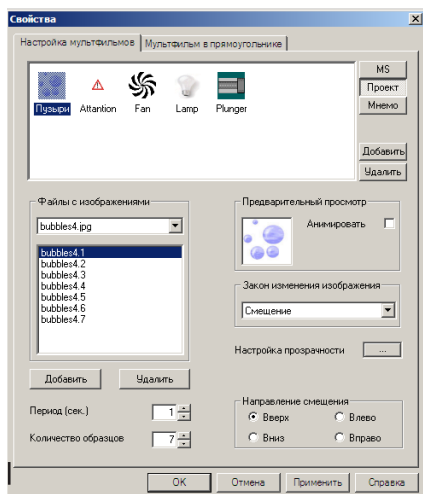 Свойства
Настройка мультфильмов Мультфильм в прямоугольнике
MS
Проект
Мнемо
Добавить
Удалить
Пузыри Attantion Fan Lamp Plunger
Файлы с изображениями
bubbles4.jpg
bubbles4.1
bubbles4.2
bubbles4.3
bubbles4.4
bubbles4.5
bubbles4.6
bubbles4.7
Добавить Удалить
Период (сек.) 1
Количество образцов 7
Предварительный просмотр
Анимировать
Закон изменения изображения
Смещение
Настройка прозрачности ...
Направление смещения
Вверх Влево
Вниз Вправо
OK Отмена Применить Справка